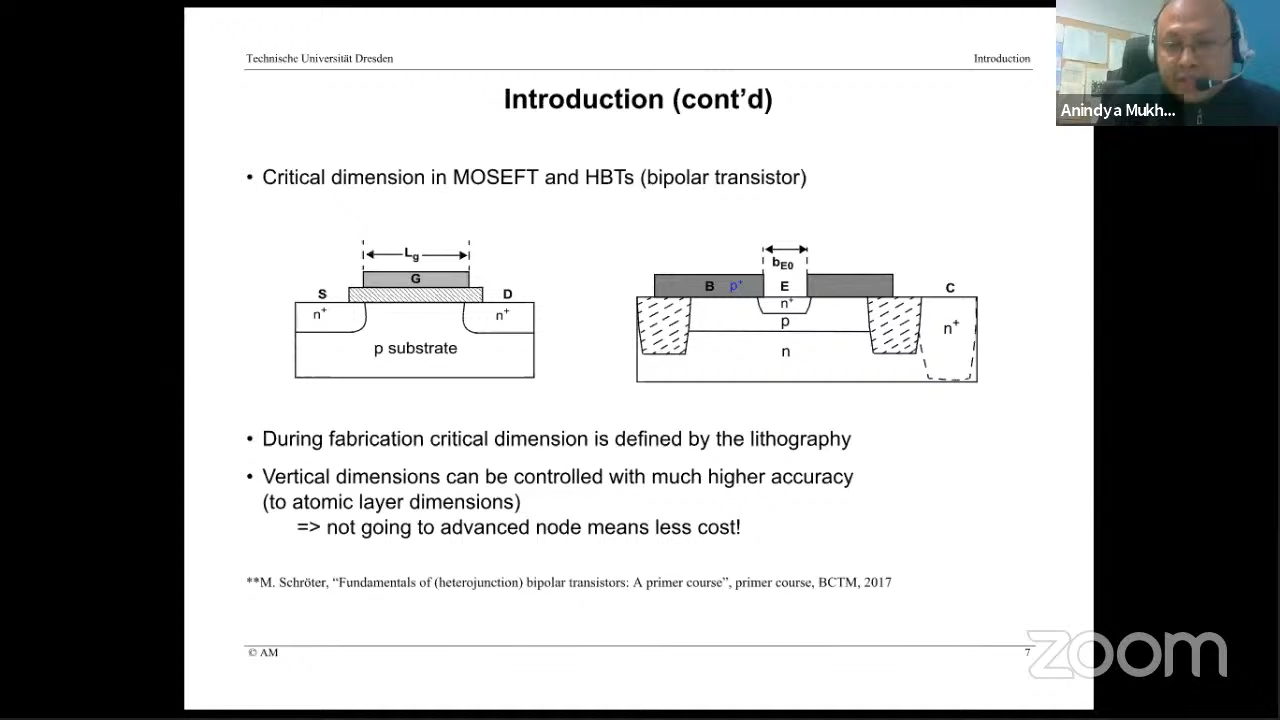 Technische Universität Dresden
Introduction
Anindya Mukh...
Introduction (cont'd)
• Critical dimension in MOSEFT and HBTs (bipolar transistor)
Lg
G
S
D
n+
n+
p substrate
bE0
B p+
E
C
n+
p
n+
n
• During fabrication critical dimension is defined by the lithography
• Vertical dimensions can be controlled with much higher accuracy
(to atomic layer dimensions)
=> not going to advanced node means less cost!
**M. Schröter, “Fundamentals of (heterojunction) bipolar transistors: A primer course”, primer course, BCTM, 2017
© AM
7
zoom